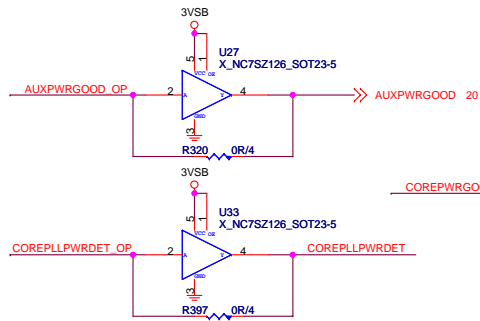 3VSB
U27
X_NC7SZ126_SOT23-5
5
1
VCC
OE
AUXPWRGOOD_OP
2
A
Y
4
AUXPWRGOOD 20
GND
3
R320 0R/4
3VSB
COREPWRGO
U33
X_NC7SZ126_SOT23-5
5
1
VCC
OE
COREPLLPWRDET_OP
2
A
Y
4
COREPLLPWRDET
GND
3
R397 0R/4